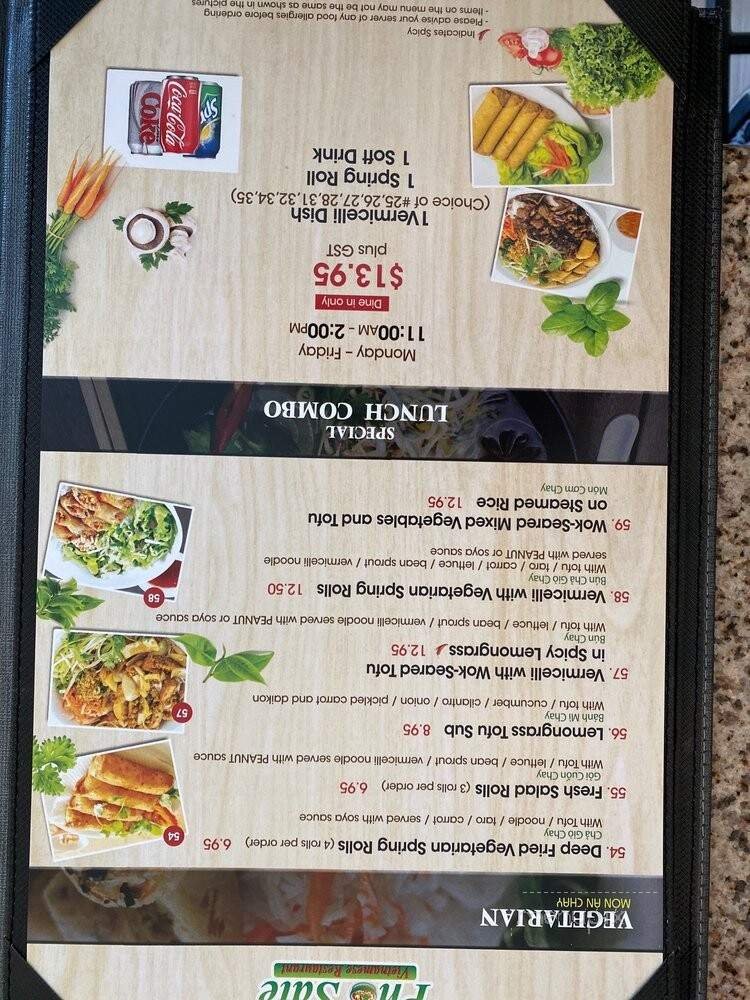 Pho Saté
Vietnamese Restaurant
VEGETARIAN
MÓN ĂN CHAY
54. Deep Fried Vegetarian Spring Rolls (4 rolls per order) 6.95
Chả Giò Chay
With Tofu / noodle / taro / carrot / served with soya sauce
54
55. Fresh Salad Rolls (3 rolls per order) 6.95
Gỏi Cuốn Chay
With Tofu / lettuce / bean sprout / vermicelli noodle served with PEANUT sauce
56. Lemongrass Tofu Sub 8.95
Bánh Mì Chay
With tofu / cucumber / cilantro / onion / pickled carrot and daikon
57
57. Vermicelli with Wok-Seared Tofu
in Spicy Lemongrass 12.95
Bún Chay
With tofu / lettuce / bean sprout / vermicelli noodle served with PEANUT or soya sauce
58. Vermicelli with Vegetarian Spring Rolls 12.50
Bún Chả Giò Chay
With tofu / taro / carrot / lettuce / bean sprout / vermicelli noodle
served with PEANUT or soya sauce
58
59. Wok-Seared Mixed Vegetables and Tofu
on Steamed Rice 12.95
Món Cơm Chay
SPECIAL
LUNCH COMBO
Monday – Friday
11:00AM – 2:00PM
Dine in only
$13.95
plus GST
1 Vermicelli Dish
(Choice of #25,26,27,28,31,32,34,35)
1 Spring Roll
1 Soft Drink
Coke
Coca-Cola
Indicates Spicy
- Please advise your server of any food allergies before ordering
- Items on the menu may not be the same as shown in the pictures